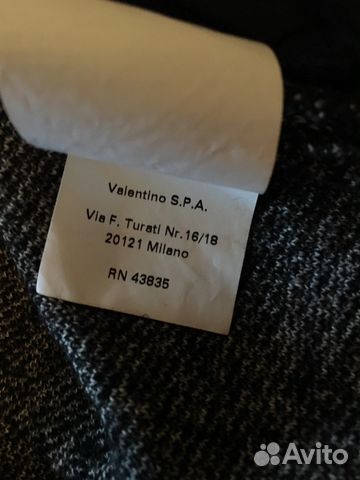 Valentino S.P.A.
Via F. Turati Nr.16/18
20121 Milano
RN 43835
Avito